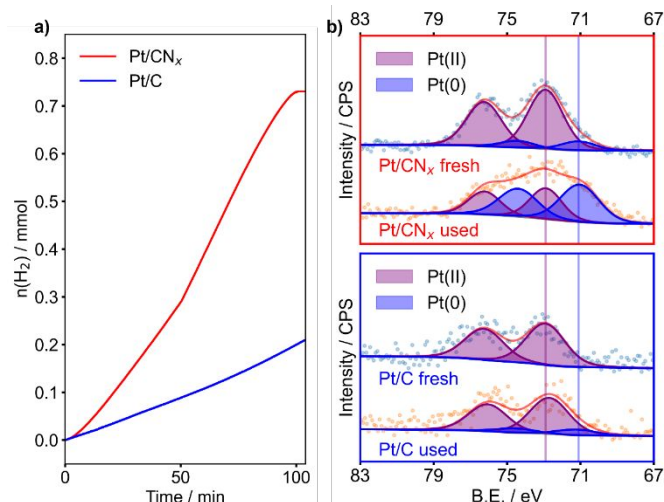 a)
0.8
0.7
0.6
0.5
0.4
0.3
0.2
0.1
0.0
n(H2) / mmol
Pt/CNx
Pt/C
0 50 100
Time / min
b)
83 79 75 71 67
Intensity / CPS
Pt(II)
Pt(0)
Pt/CNx fresh
Pt/CNx used
Intensity / CPS
Pt(II)
Pt(0)
Pt/C fresh
Pt/C used
83 79 75 71 67
B.E. / eV